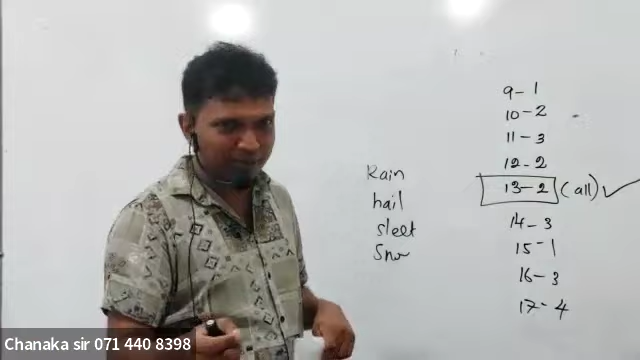 9-1
10-2
11-3
12-2
13-2 (all) ✓
14-3
15-1
16-3
17-4
Rain
hail
sleet
Snow
Chanaka sir 071 440 8398